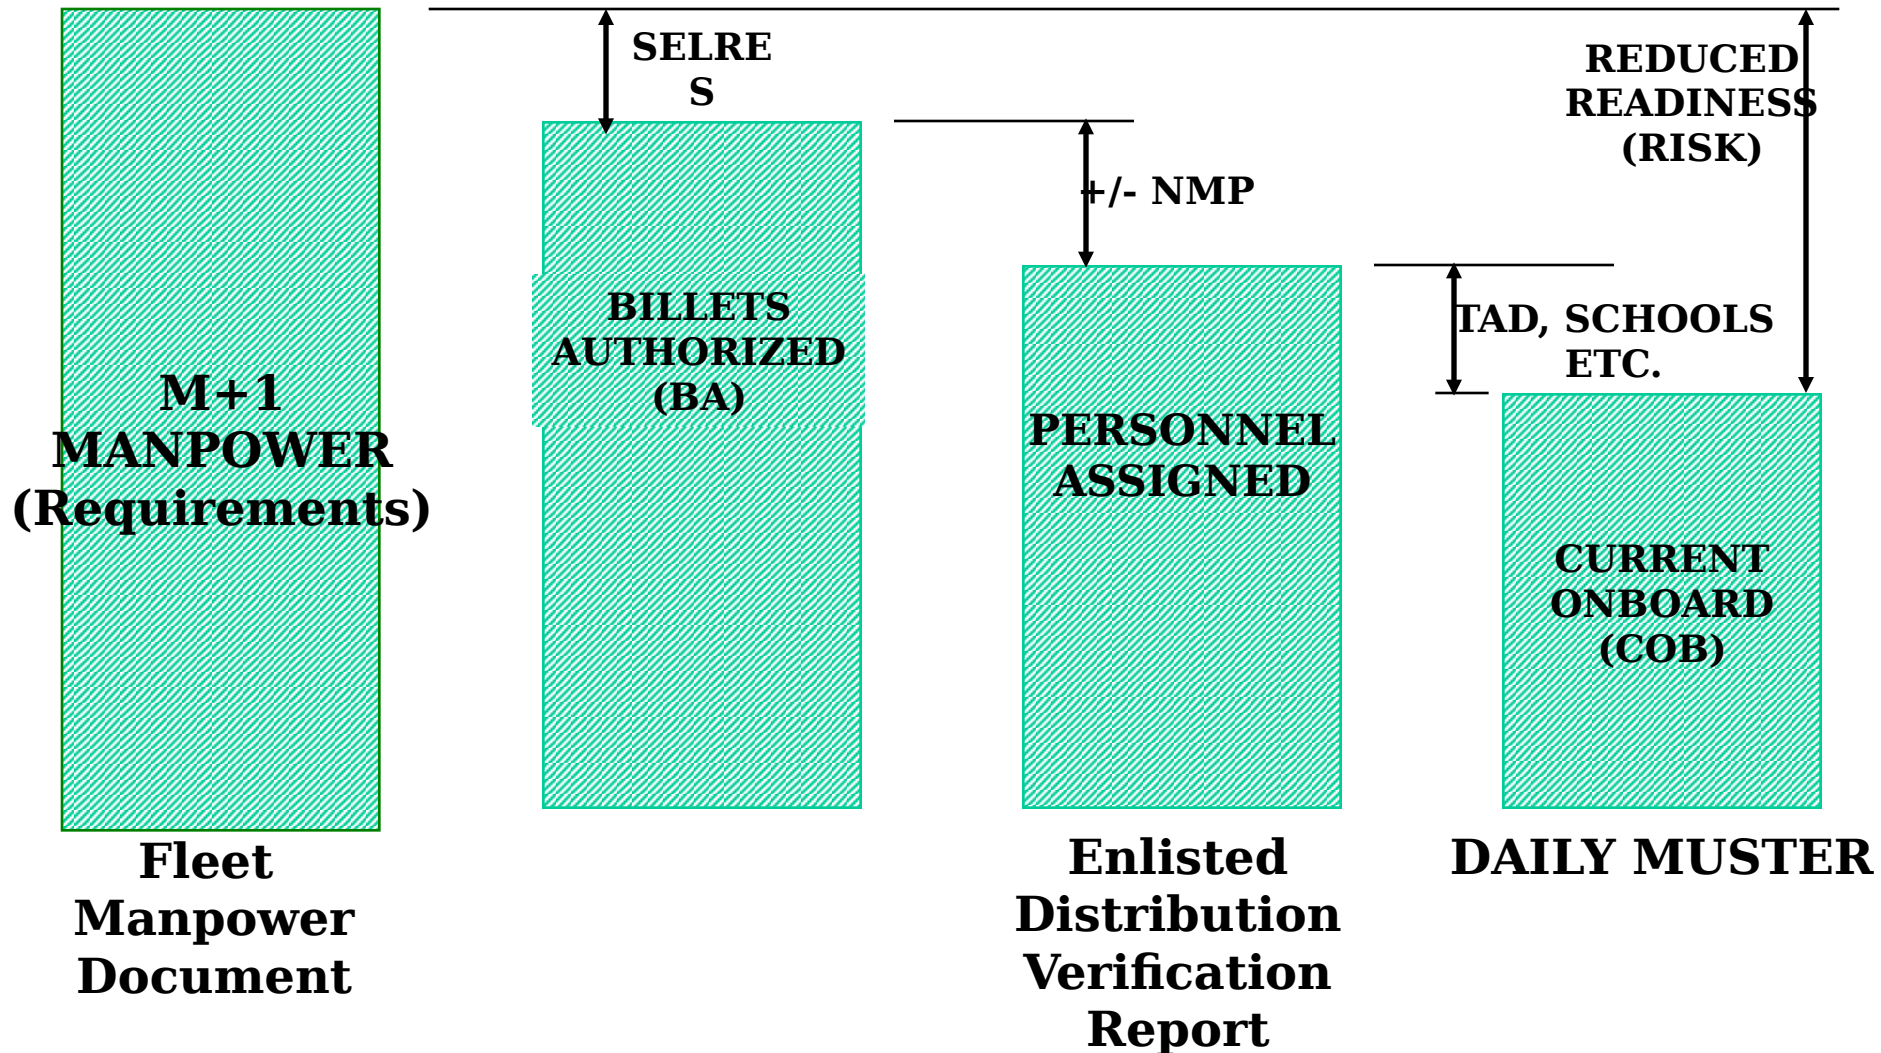 SELRE
S
REDUCED
READINESS
(RISK)
+/- NMP
BILLETS
AUTHORIZED
(BA)
TAD, SCHOOLS
ETC.
M+1
MANPOWER
(Requirements)
PERSONNEL
ASSIGNED
CURRENT
ONBOARD
(COB)
Fleet
Manpower
Document
Enlisted
Distribution
Verification
Report
DAILY MUSTER